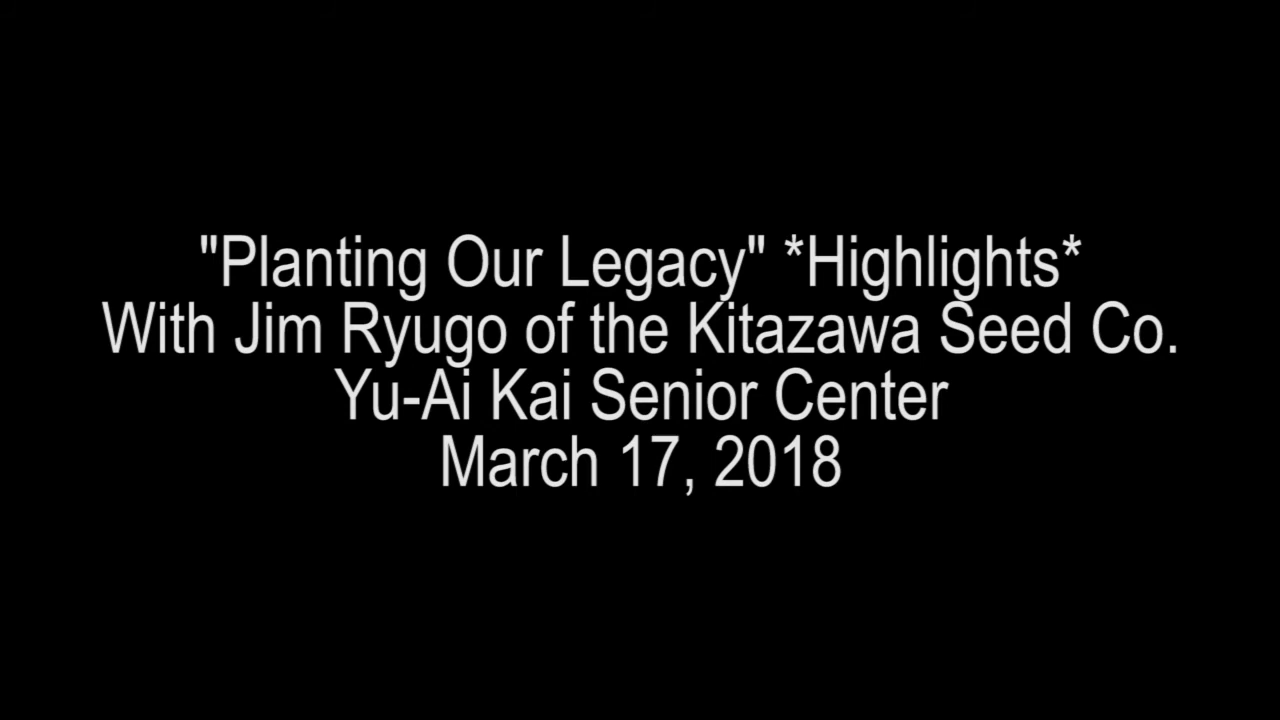 "Planting Our Legacy" *Highlights*
With Jim Ryugo of the Kitazawa Seed Co.
Yu-Ai Kai Senior Center
March 17, 2018